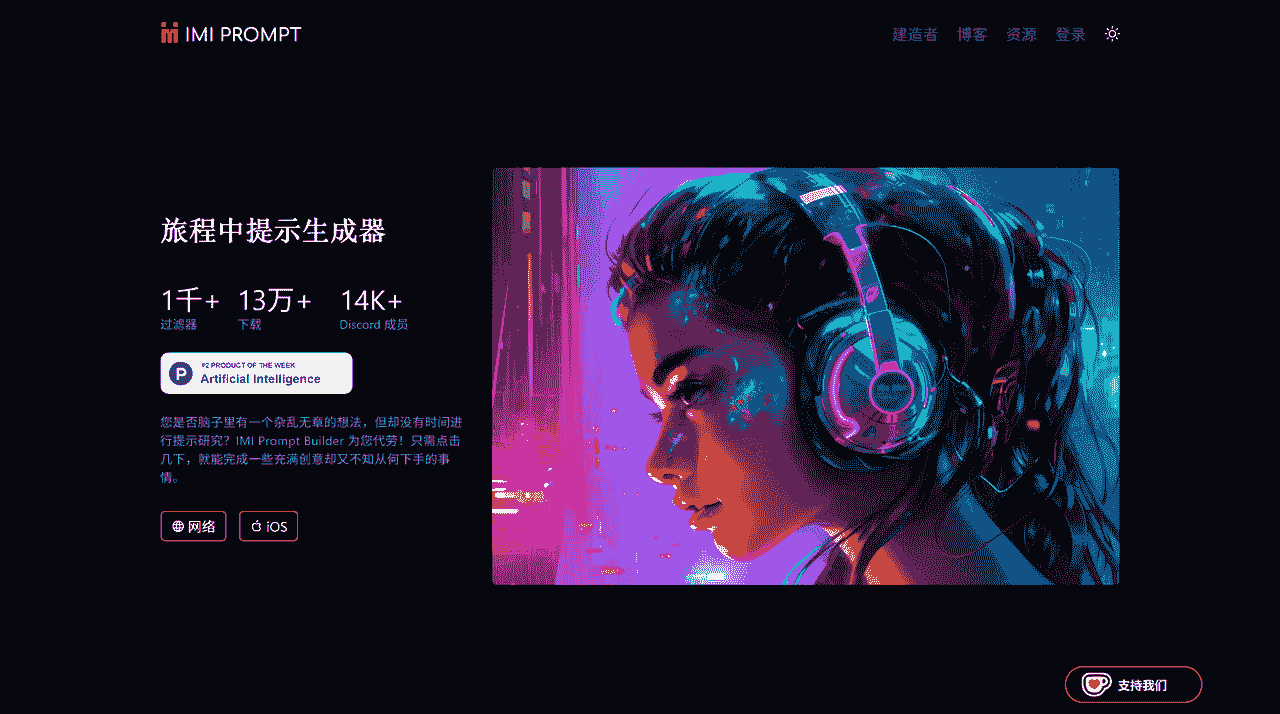 IMI PROMPT
建造者 博客 资源 登录
旅程中提示生成器
1千+ 13万+ 14K+
过滤器 下载 Discord 成员
P
#2 PRODUCT OF THE WEEK
Artificial Intelligence
您是否脑子里有一个杂乱无章的想法，但却没有时间进
行提示研究？IMI Prompt Builder 为您代劳！只需点击
几下，就能完成一些充满创意却又不知从何下手的事
情。
网络 iOS
支持我们